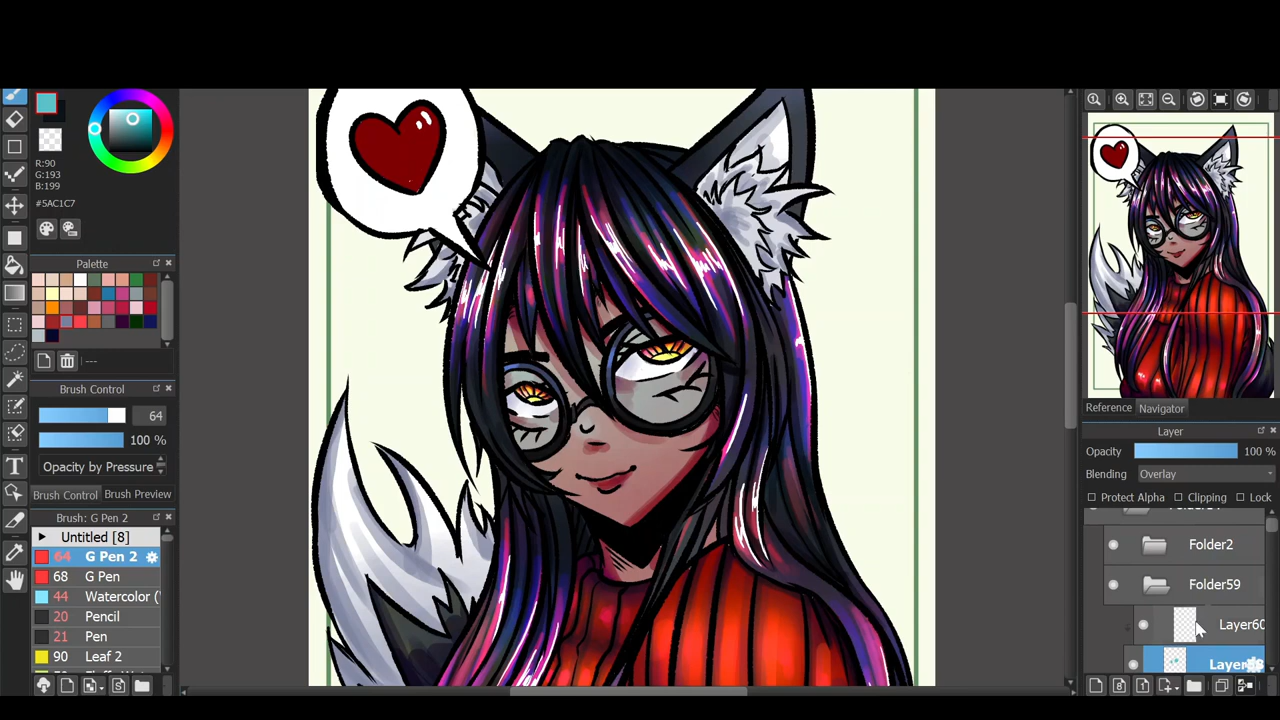 R:90
G:193
B:199
#5AC1C7
Palette
---
Brush Control
64
100 %
Opacity by Pressure
Brush Control Brush Preview
Brush: G Pen 2
Untitled [8]
64 G Pen 2
68 G Pen
44 Watercolor (
20 Pencil
21 Pen
90 Leaf 2
T
Reference Navigator
Layer
Opacity 100 %
Blending Overlay
Protect Alpha Clipping Lock
Folder2
Folder59
Layer60